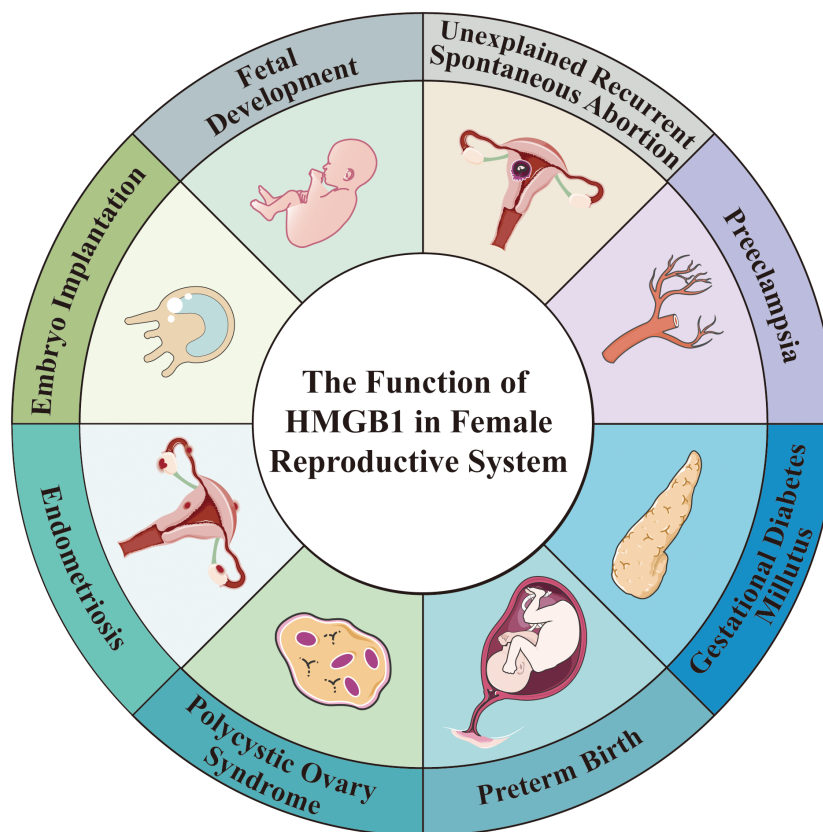 The Function of
HMGB1 in Female
Reproductive System
Fetal
Development
Unexplained Recurrent
Spontaneous Abortion
Preeclampsia
Gestational Diabetes
Millutus
Preterm Birth
Polycystic Ovary
Syndrome
Endometriosis
Embryo Implantation